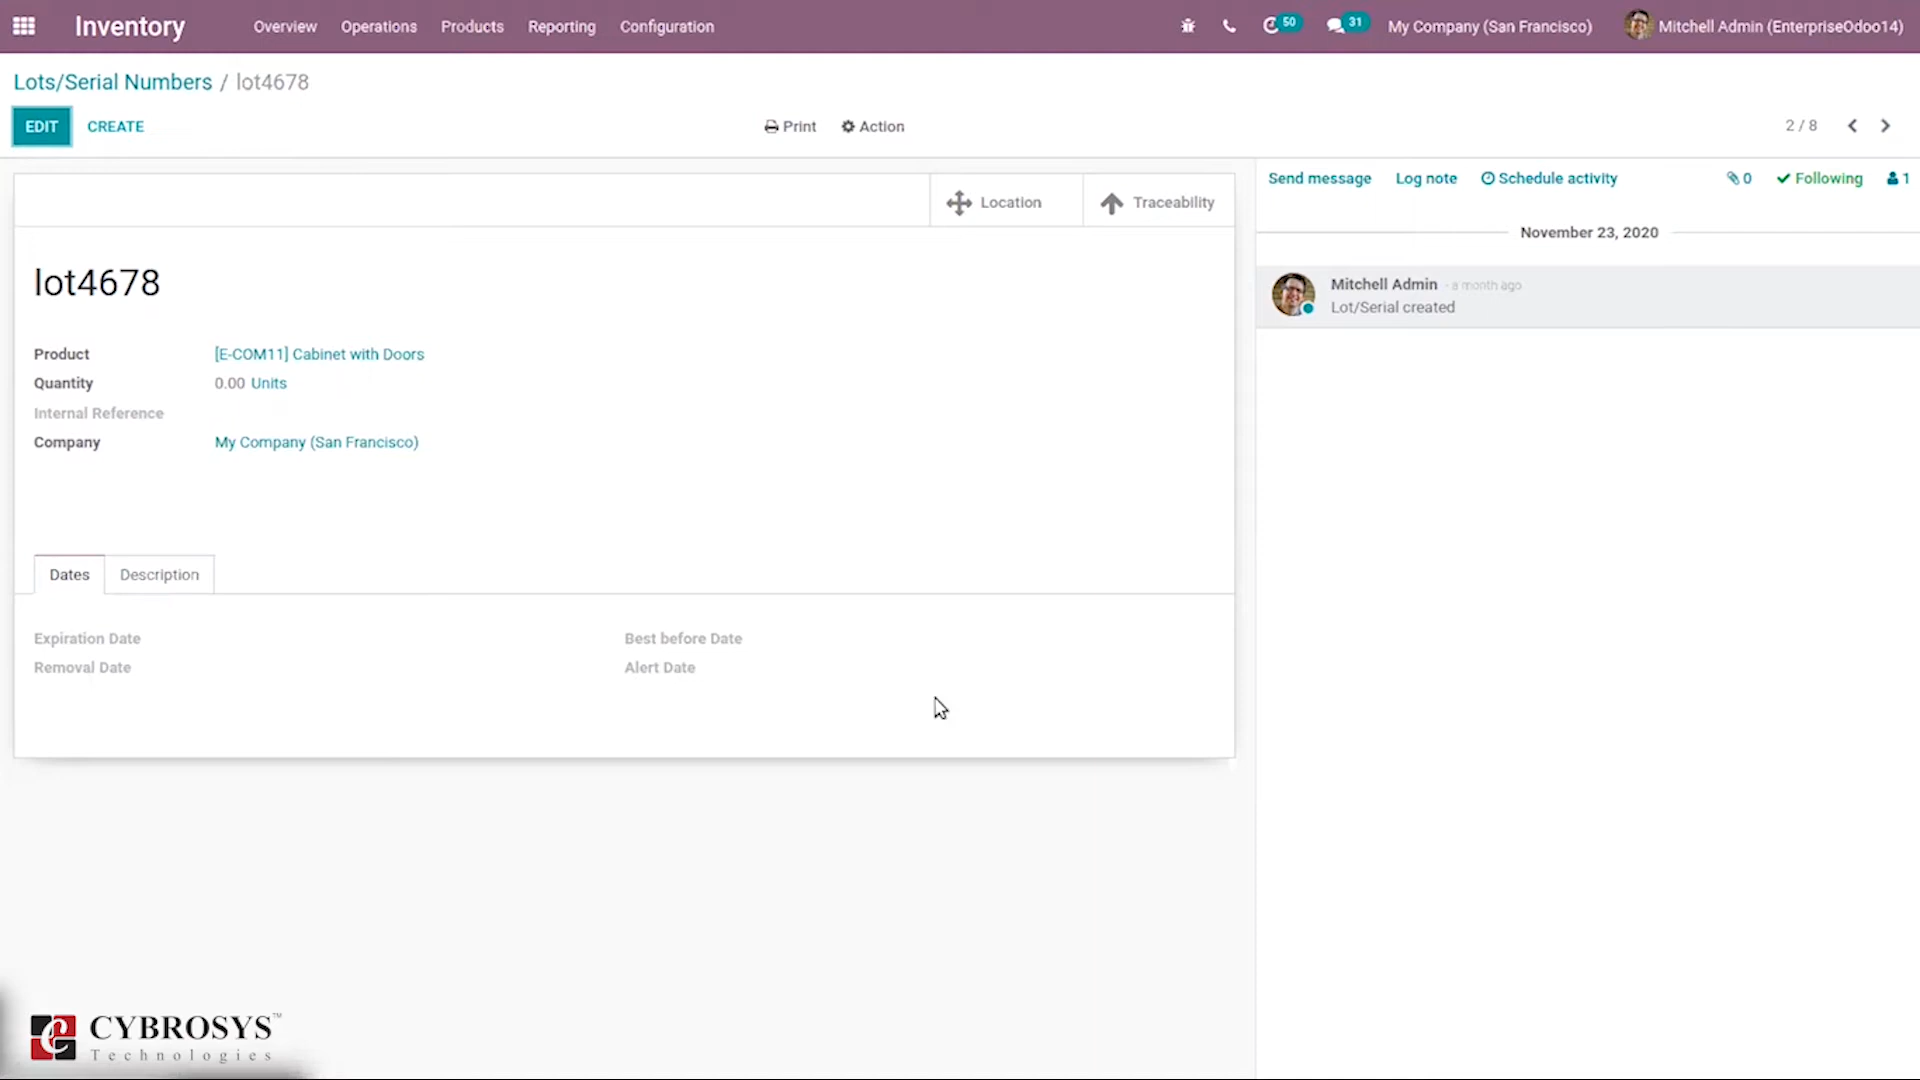 Inventory Overview Operations Products Reporting Configuration 50 31 My Company (San Francisco) Mitchell Admin (EnterpriseOdoo14)
Lots/Serial Numbers / lot4678
EDIT CREATE Print Action 2 / 8
Location Traceability
lot4678
Product [E-COM11] Cabinet with Doors
Quantity 0.00 Units
Internal Reference
Company My Company (San Francisco)
Dates Description
Expiration Date Best before Date
Removal Date Alert Date
Send message Log note Schedule activity 0 Following 1
November 23, 2020
Mitchell Admin - a month ago
Lot/Serial created
CYBROSYS™
Technologies